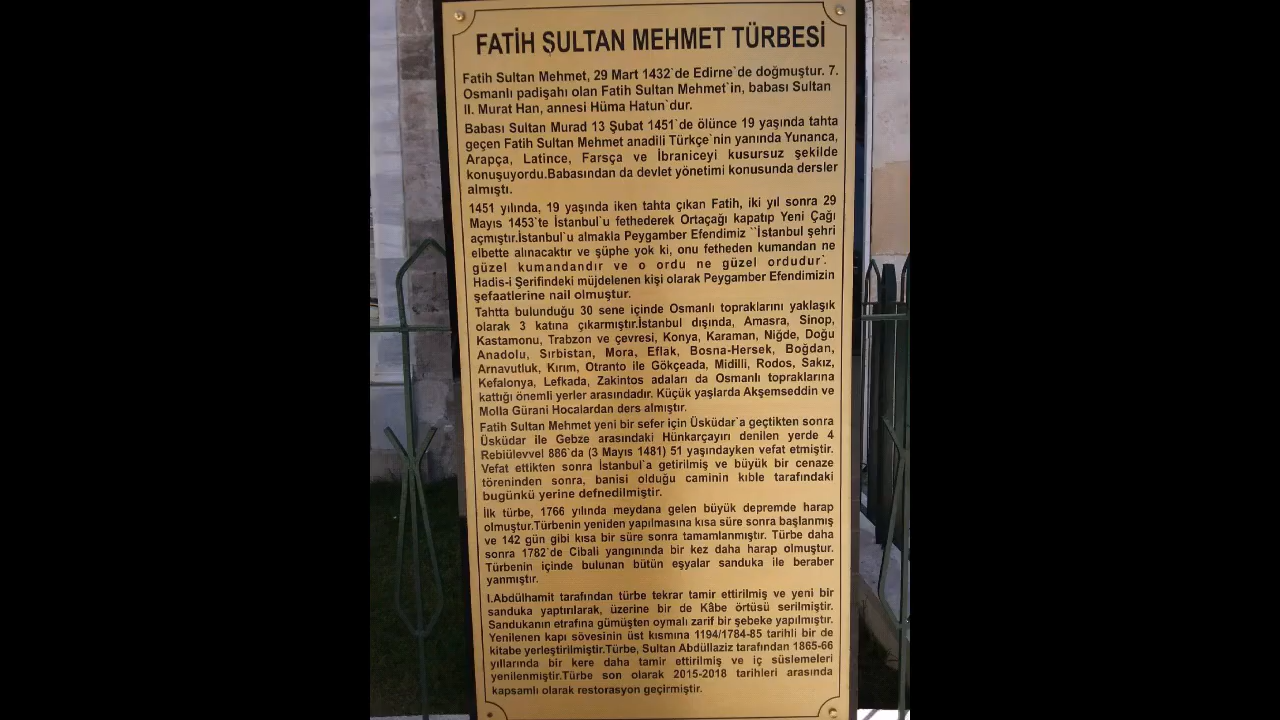 FATİH SULTAN MEHMET TÜRBESİ
Fatih Sultan Mehmet, 29 Mart 1432`de Edirne`de doğmuştur. 7.
Osmanlı padişahı olan Fatih Sultan Mehmet`in, babası Sultan
II. Murat Han, annesi Hüma Hatun`dur.
Babası Sultan Murad 13 Şubat 1451`de ölünce 19 yaşında tahta
geçen Fatih Sultan Mehmet anadili Türkçe`nin yanında Yunanca,
Arapça, Latince, Farsça ve İbraniceyi kusursuz şekilde
konuşuyordu.Babasından da devlet yönetimi konusunda dersler
almıştı.
1451 yılında, 19 yaşında iken tahta çıkan Fatih, iki yıl sonra 29
Mayıs 1453`te İstanbul`u fethederek Ortaçağı kapatıp Yeni Çağı
açmıştır.İstanbul`u almakla Peygamber Efendimiz ``İstanbul şehri
elbette alınacaktır ve şüphe yok ki, onu fetheden kumandan ne
güzel kumandandır ve o ordu ne güzel ordudur`.
Hadis-i Şerifindeki müjdelenen kişi olarak Peygamber Efendimizin
şefaatlerine nail olmuştur.
Tahtta bulunduğu 30 sene içinde Osmanlı topraklarını yaklaşık
olarak 3 katına çıkarmıştır.İstanbul dışında, Amasra, Sinop,
Kastamonu, Trabzon ve çevresi, Konya, Karaman, Niğde, Doğu
Anadolu, Sırbistan, Mora, Eflak, Bosna-Hersek, Boğdan,
Arnavutluk, Kırım, Otranto ile Gökçeada, Midilli, Rodos, Sakız,
Kefalonya, Lefkada, Zakintos adaları da Osmanlı topraklarına
kattığı önemli yerler arasındadır. Küçük yaşlarda Akşemseddin ve
Molla Gürani Hocalardan ders almıştır.
Fatih Sultan Mehmet yeni bir sefer için Üsküdar`a geçtikten sonra
Üsküdar ile Gebze arasındaki Hünkarçayırı denilen yerde 4
Rebiülevvel 886`da (3 Mayıs 1481) 51 yaşındayken vefat etmiştir.
Vefat ettikten sonra İstanbul`a getirilmiş ve büyük bir cenaze
töreninden sonra, banisi olduğu caminin kıble tarafındaki
bugünkü yerine defnedilmiştir.
İlk türbe, 1766 yılında meydana gelen büyük depremde harap
olmuştur.Türbenin yeniden yapılmasına kısa süre sonra başlanmış
ve 142 gün gibi kısa bir süre sonra tamamlanmıştır. Türbe daha
sonra 1782`de Cibali yangınında bir kez daha harap olmuştur.
Türbenin içinde bulunan bütün eşyalar sanduka ile beraber
yanmıştır.
I.Abdülhamit tarafından türbe tekrar tamir ettirilmiş ve yeni bir
sanduka yaptırılarak, üzerine bir de Kâbe örtüsü serilmiştir.
Sandukanın etrafına gümüşten oymalı zarif bir şebeke yapılmıştır.
Yenilenen kapı sövesinin üst kısmına 1194/1784-85 tarihli bir de
kitabe yerleştirilmiştir.Türbe, Sultan Abdüllaziz tarafından 1865-66
yıllarında bir kere daha tamir ettirilmiş ve iç süslemeleri
yenilenmiştir.Türbe son olarak 2015-2018 tarihleri arasında
kapsamlı olarak restorasyon geçirmiştir.